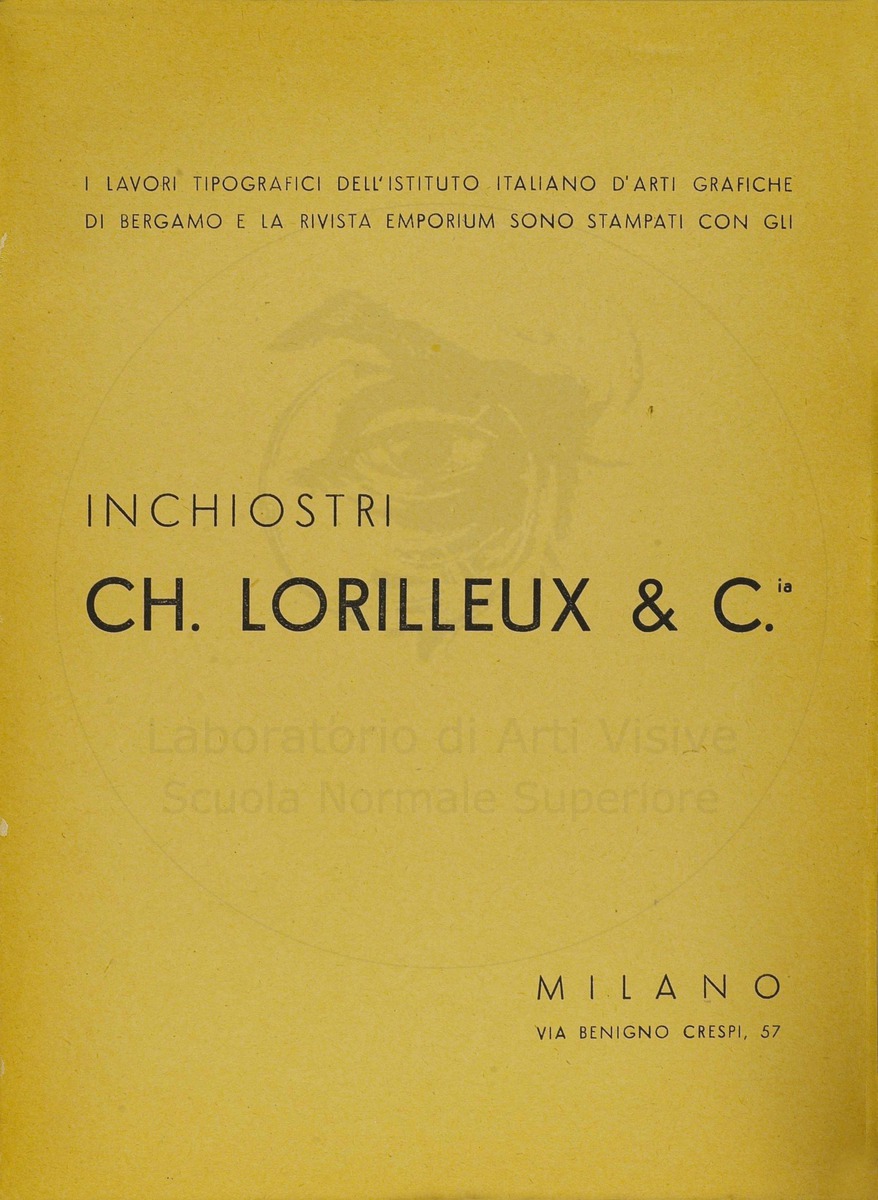 I LAVORI TIPOGRAFICI DELL'ISTITUTO ITALIANO D'ARTI GRAFICHE
DI BERGAMO E LA RIVISTA EMPORIUM SONO STAMPATI CON GLI
INCHIOSTRI
CH. LORILLEUX & C.ia
Laboratorio di Arti Visive
Scuola Normale Superiore
MILANO
VIA BENIGNO CRESPI, 57